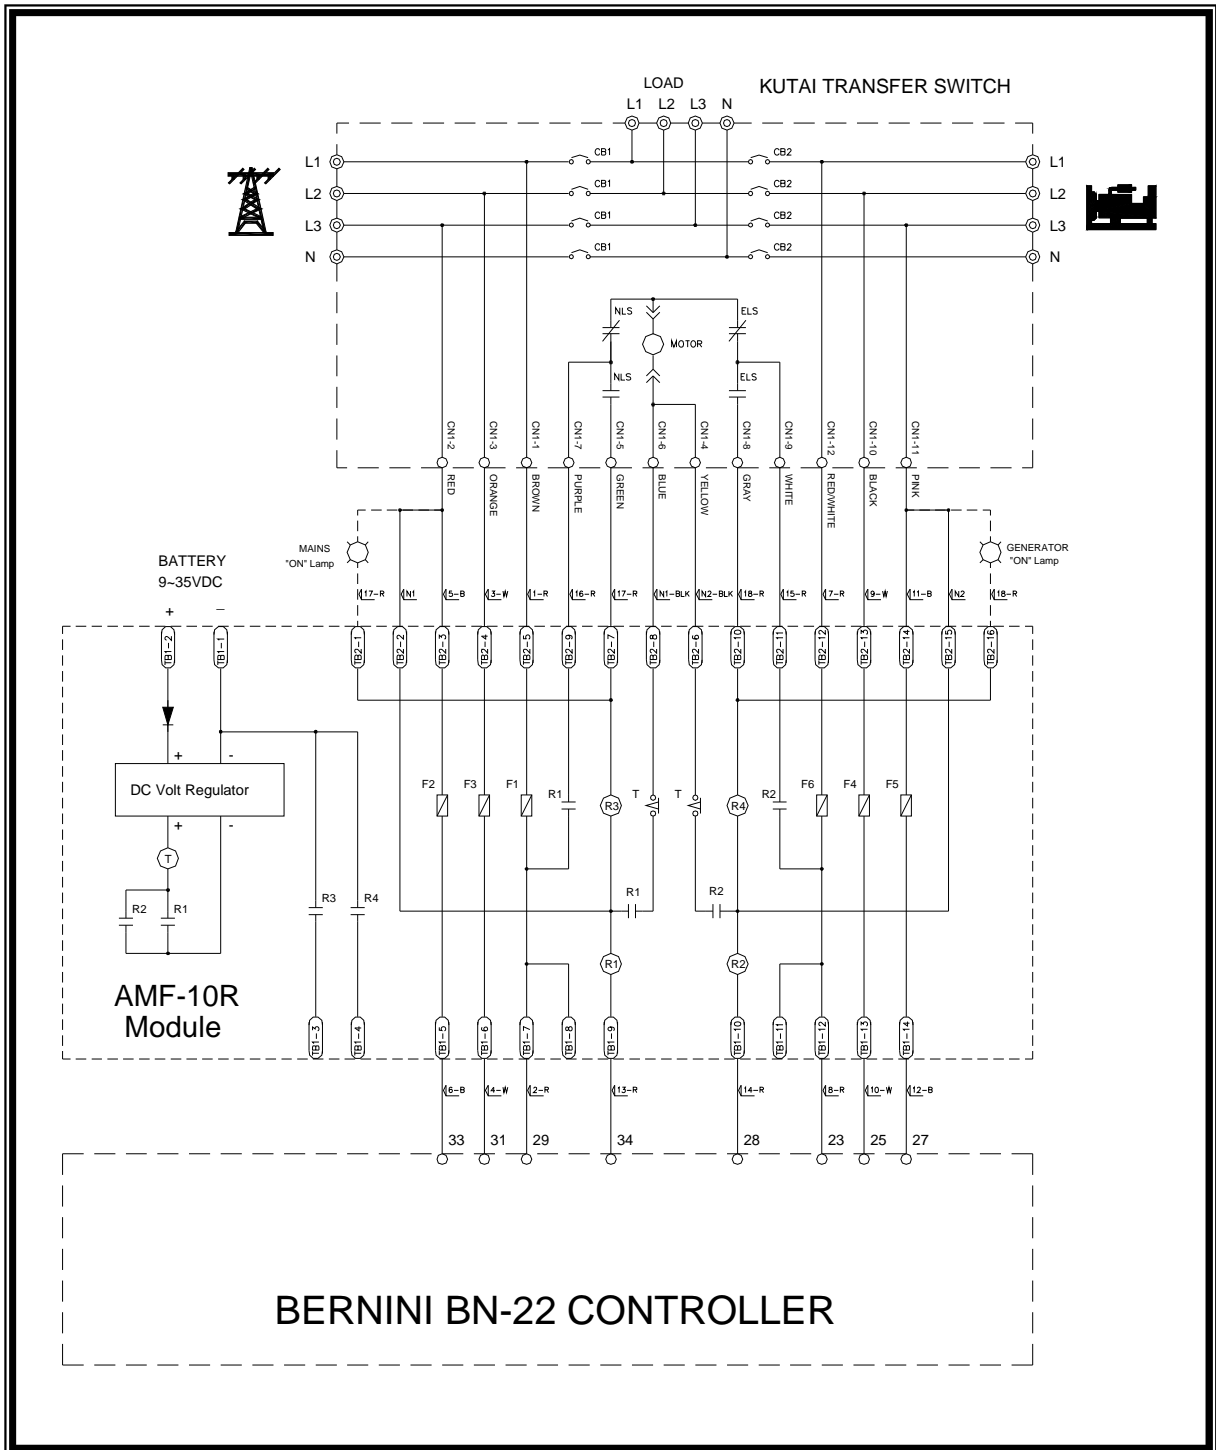 LOAD
KUTAI TRANSFER SWITCH
L1 L2 L3 N
L1 CB1 CB2 L1
L2 CB1 CB2 L2
L3 CB1 CB2 L3
N CB1 CB2 N
NLS ELS
MOTOR
NLS ELS
CN1-2 CN1-3 CN1-1 CN1-7 CN1-5 CN1-6 CN1-4 CN1-8 CN1-9 CN1-12 CN1-10 CN1-11
RED ORANGE BROWN PURPLE GREEN BLUE YELLOW GRAY WHITE RED/WHITE BLACK PINK
MAINS
"ON" Lamp
GENERATOR
"ON" Lamp
BATTERY
9~35VDC
+ −
17-R N1 5-B 3-W 1-R 16-R 17-R N1-BLK N2-BLK 18-R 15-R 7-R 9-W 11-B N2 18-R
TB1-2 TB1-1 TB2-1 TB2-2 TB2-3 TB2-4 TB2-5 TB2-9 TB2-7 TB2-8 TB2-6 TB2-10 TB2-11 TB2-12 TB2-13 TB2-14 TB2-15 TB2-16
+ -
DC Volt Regulator
+ -
F2 F3 F1 R1 R3 T T R4 R2 F6 F4 F5
T
R2 R1 R3 R4 R1 R2
R1 R2
AMF-10R
Module
TB1-3 TB1-4 TB1-5 TB1-6 TB1-7 TB1-8 TB1-9 TB1-10 TB1-11 TB1-12 TB1-13 TB1-14
6-B 4-W 2-R 13-R 14-R 8-R 10-W 12-B
33 31 29 34 28 23 25 27
BERNINI BN-22 CONTROLLER